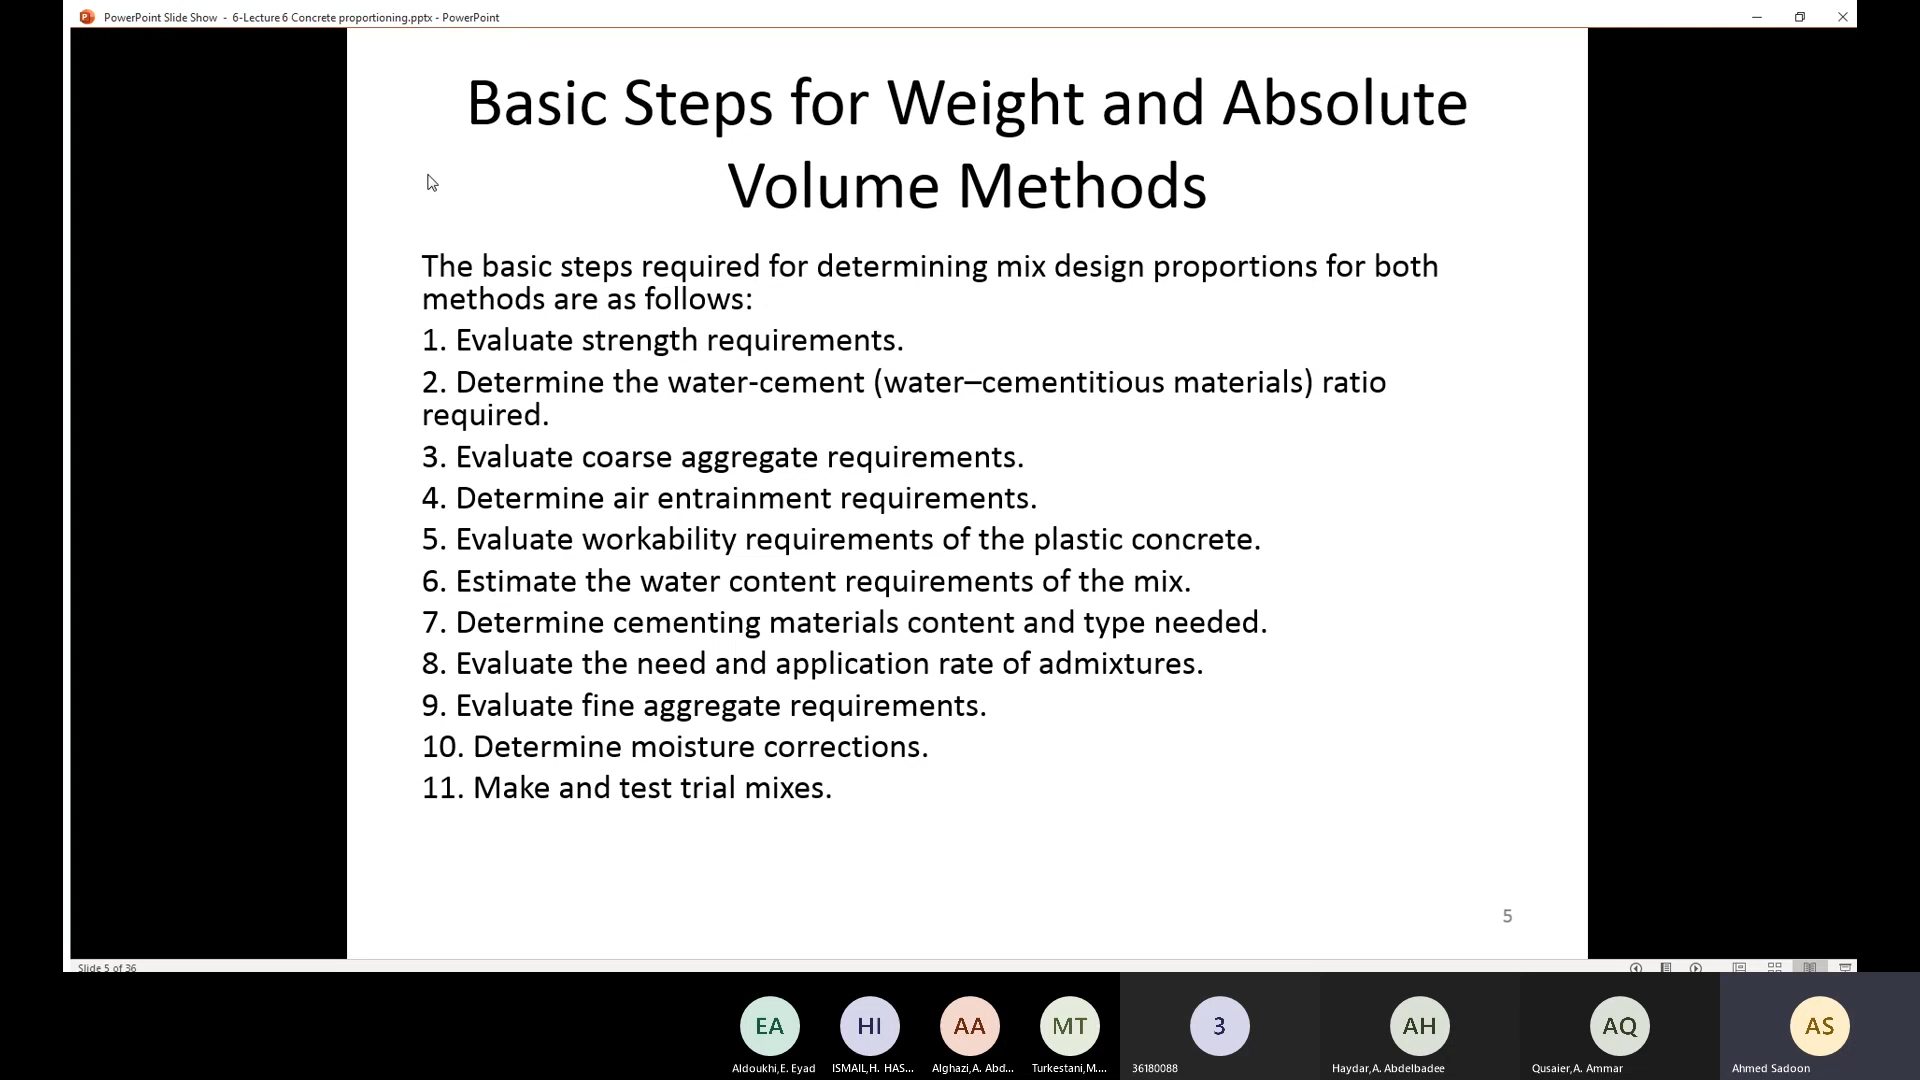 PowerPoint Slide Show - 6-Lecture 6 Concrete proportioning.pptx - PowerPoint
Basic Steps for Weight and Absolute
Volume Methods
The basic steps required for determining mix design proportions for both
methods are as follows:
1. Evaluate strength requirements.
2. Determine the water-cement (water–cementitious materials) ratio
required.
3. Evaluate coarse aggregate requirements.
4. Determine air entrainment requirements.
5. Evaluate workability requirements of the plastic concrete.
6. Estimate the water content requirements of the mix.
7. Determine cementing materials content and type needed.
8. Evaluate the need and application rate of admixtures.
9. Evaluate fine aggregate requirements.
10. Determine moisture corrections.
11. Make and test trial mixes.
5
Slide 5 of 36
EA HI AA MT 3 AH AQ AS
Aldoukhi,E. Eyad ISMAIL,H. HAS... Alghazi,A. Abd... Turkestani,M.... 36180088 Haydar,A. Abdelbadee Qusaier,A. Ammar Ahmed Sadoon